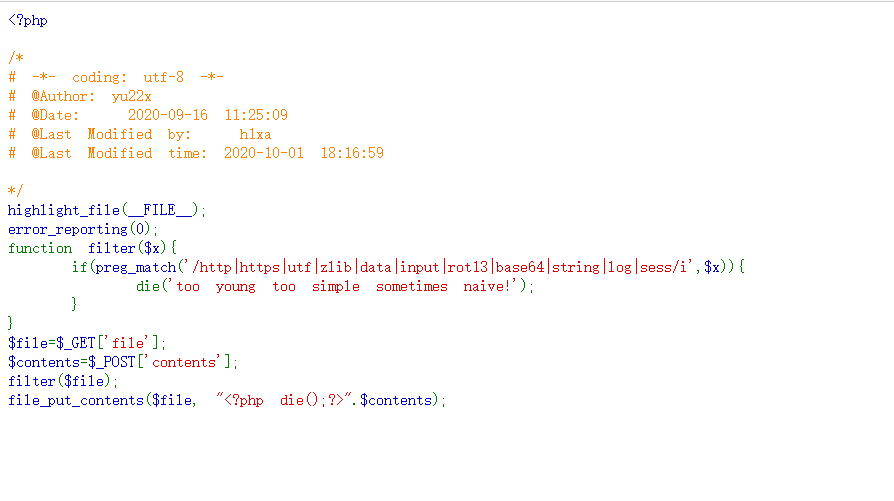 <?php
/*
# -*- coding: utf-8 -*-
# @Author: yu22x
# @Date: 2020-09-16 11:25:09
# @Last Modified by: h1xa
# @Last Modified time: 2020-10-01 18:16:59
*/
highlight_file(__FILE__);
error_reporting(0);
function filter($x){
if(preg_match('/http|https|utf|zlib|data|input|rot13|base64|string|log|sess/i',$x)){
die('too young too simple sometimes naive!');
}
}
$file=$_GET['file'];
$contents=$_POST['contents'];
filter($file);
file_put_contents($file, "<?php die();?>".$contents);